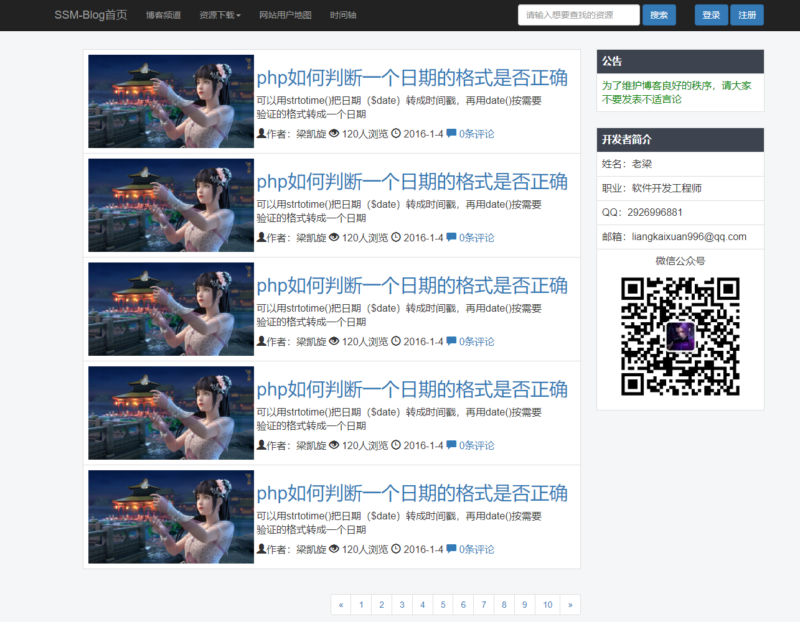 SSM-Blog首页 博客频道 资源下载 网站用户地图 时间轴 请输入想要查找的资源 搜索 登录 注册
php如何判断一个日期的格式是否正确
可以用strtotime()把日期（$date）转成时间戳，再用date()按需要
验证的格式转成一个日期
作者：梁凯旋 120人浏览 2016-1-4 0条评论
php如何判断一个日期的格式是否正确
可以用strtotime()把日期（$date）转成时间戳，再用date()按需要
验证的格式转成一个日期
作者：梁凯旋 120人浏览 2016-1-4 0条评论
php如何判断一个日期的格式是否正确
可以用strtotime()把日期（$date）转成时间戳，再用date()按需要
验证的格式转成一个日期
作者：梁凯旋 120人浏览 2016-1-4 0条评论
php如何判断一个日期的格式是否正确
可以用strtotime()把日期（$date）转成时间戳，再用date()按需要
验证的格式转成一个日期
作者：梁凯旋 120人浏览 2016-1-4 0条评论
php如何判断一个日期的格式是否正确
可以用strtotime()把日期（$date）转成时间戳，再用date()按需要
验证的格式转成一个日期
作者：梁凯旋 120人浏览 2016-1-4 0条评论
« 1 2 3 4 5 6 7 8 9 10 »
公告
为了维护博客良好的秩序，请大家
不要发表不适言论
开发者简介
姓名：老梁
职业：软件开发工程师
QQ：2926996881
邮箱：liangkaixuan996@qq.com
微信公众号